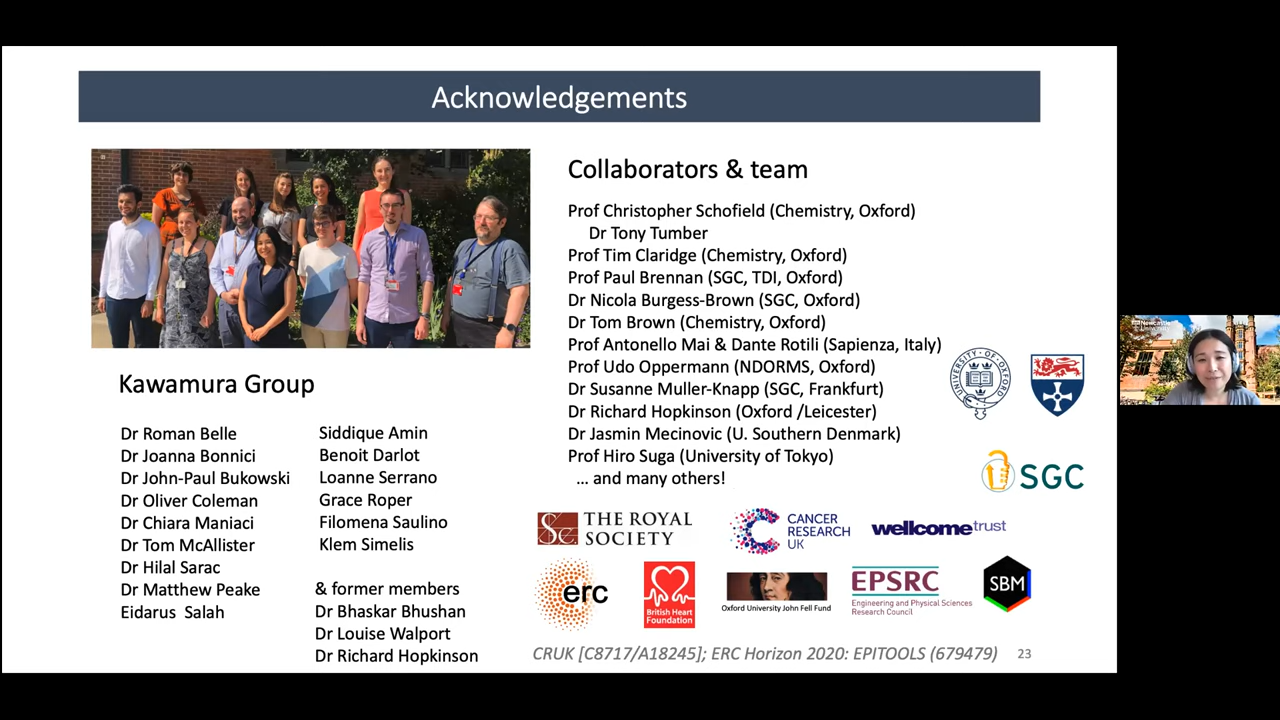 Acknowledgements
Collaborators & team
Prof Christopher Schofield (Chemistry, Oxford)
Dr Tony Tumber
Prof Tim Claridge (Chemistry, Oxford)
Prof Paul Brennan (SGC, TDI, Oxford)
Dr Nicola Burgess-Brown (SGC, Oxford)
Dr Tom Brown (Chemistry, Oxford)
Prof Antonello Mai & Dante Rotili (Sapienza, Italy)
Prof Udo Oppermann (NDORMS, Oxford)
Dr Susanne Muller-Knapp (SGC, Frankfurt)
Dr Richard Hopkinson (Oxford /Leicester)
Dr Jasmin Mecinovic (U. Southern Denmark)
Prof Hiro Suga (University of Tokyo)
… and many others!
Kawamura Group
Dr Roman Belle
Dr Joanna Bonnici
Dr John-Paul Bukowski
Dr Oliver Coleman
Dr Chiara Maniaci
Dr Tom McAllister
Dr Hilal Sarac
Dr Matthew Peake
Eidarus Salah
Siddique Amin
Benoit Darlot
Loanne Serrano
Grace Roper
Filomena Saulino
Klem Simelis
& former members
Dr Bhaskar Bhushan
Dr Louise Walport
Dr Richard Hopkinson
UNIVERSITY OF OXFORD
SGC
THE ROYAL
SOCIETY
CANCER
RESEARCH
UK
wellcometrust
erc
British Heart
Foundation
Oxford University John Fell Fund
EPSRC
Engineering and Physical Sciences
Research Council
SBM
CRUK [C8717/A18245]; ERC Horizon 2020: EPITOOLS (679479)
23
Newcastle
University